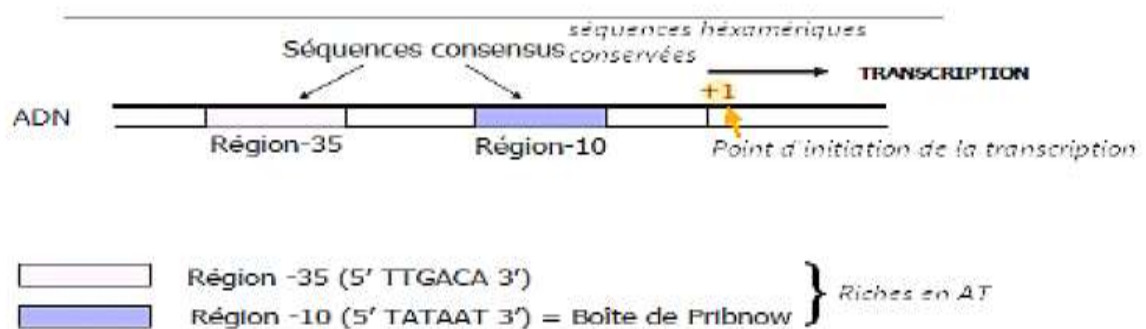 séquences héxamériques
Séquences consensus conservées
TRANSCRIPTION
+1
ADN
Région-35 Région-10 Point d'initiation de la transcription
Région -35 (5' TTGACA 3')
Région -10 (5' TATAAT 3') = Boîte de Pribnow
Riches en AT